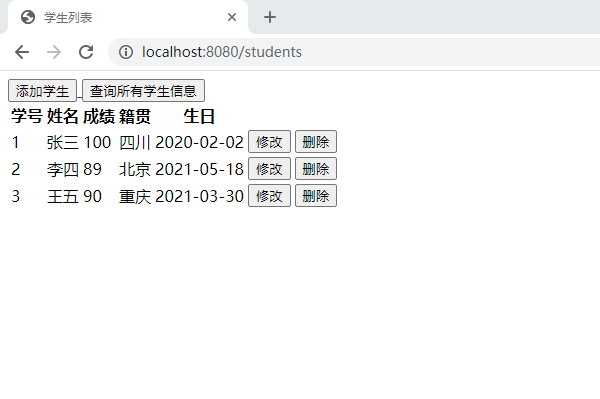 学生列表
localhost:8080/students
添加学生 查询所有学生信息
学号 姓名 成绩 籍贯 生日
1 张三 100 四川 2020-02-02 修改 删除
2 李四 89 北京 2021-05-18 修改 删除
3 王五 90 重庆 2021-03-30 修改 删除